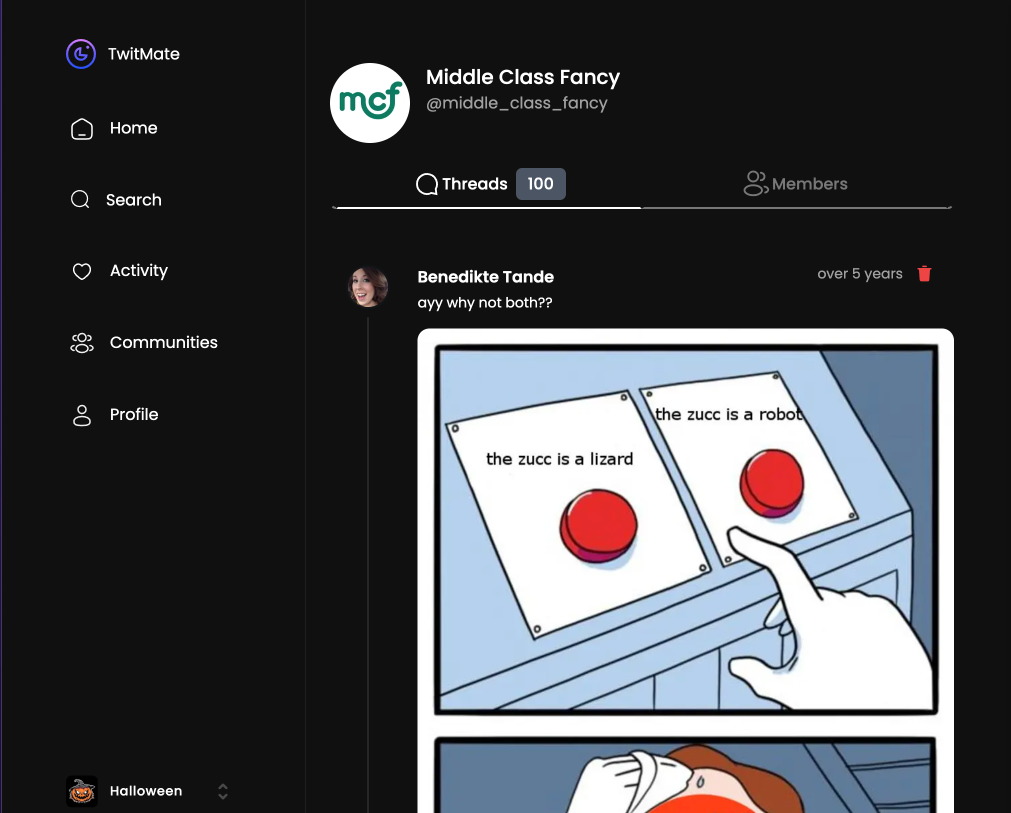 TwitMate
Home
Search
Activity
Communities
Profile
Halloween
mcf
Middle Class Fancy
@middle_class_fancy
Threads 100
Members
Benedikte Tande
over 5 years
ayy why not both??
the zucc is a lizard
the zucc is a robot